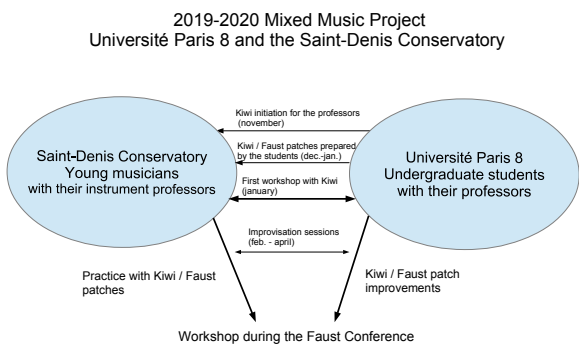 2019-2020 Mixed Music Project
Université Paris 8 and the Saint-Denis Conservatory
Kiwi initiation for the professors
(november)
Kiwi / Faust patches prepared
by the students (dec.-jan.)
First workshop with Kiwi
(january)
Improvisation sessions
(feb. - april)
Saint-Denis Conservatory
Young musicians
with their instrument professors
Université Paris 8
Undergraduate students
with their professors
Practice with Kiwi / Faust
patches
Kiwi / Faust patch
improvements
Workshop during the Faust Conference